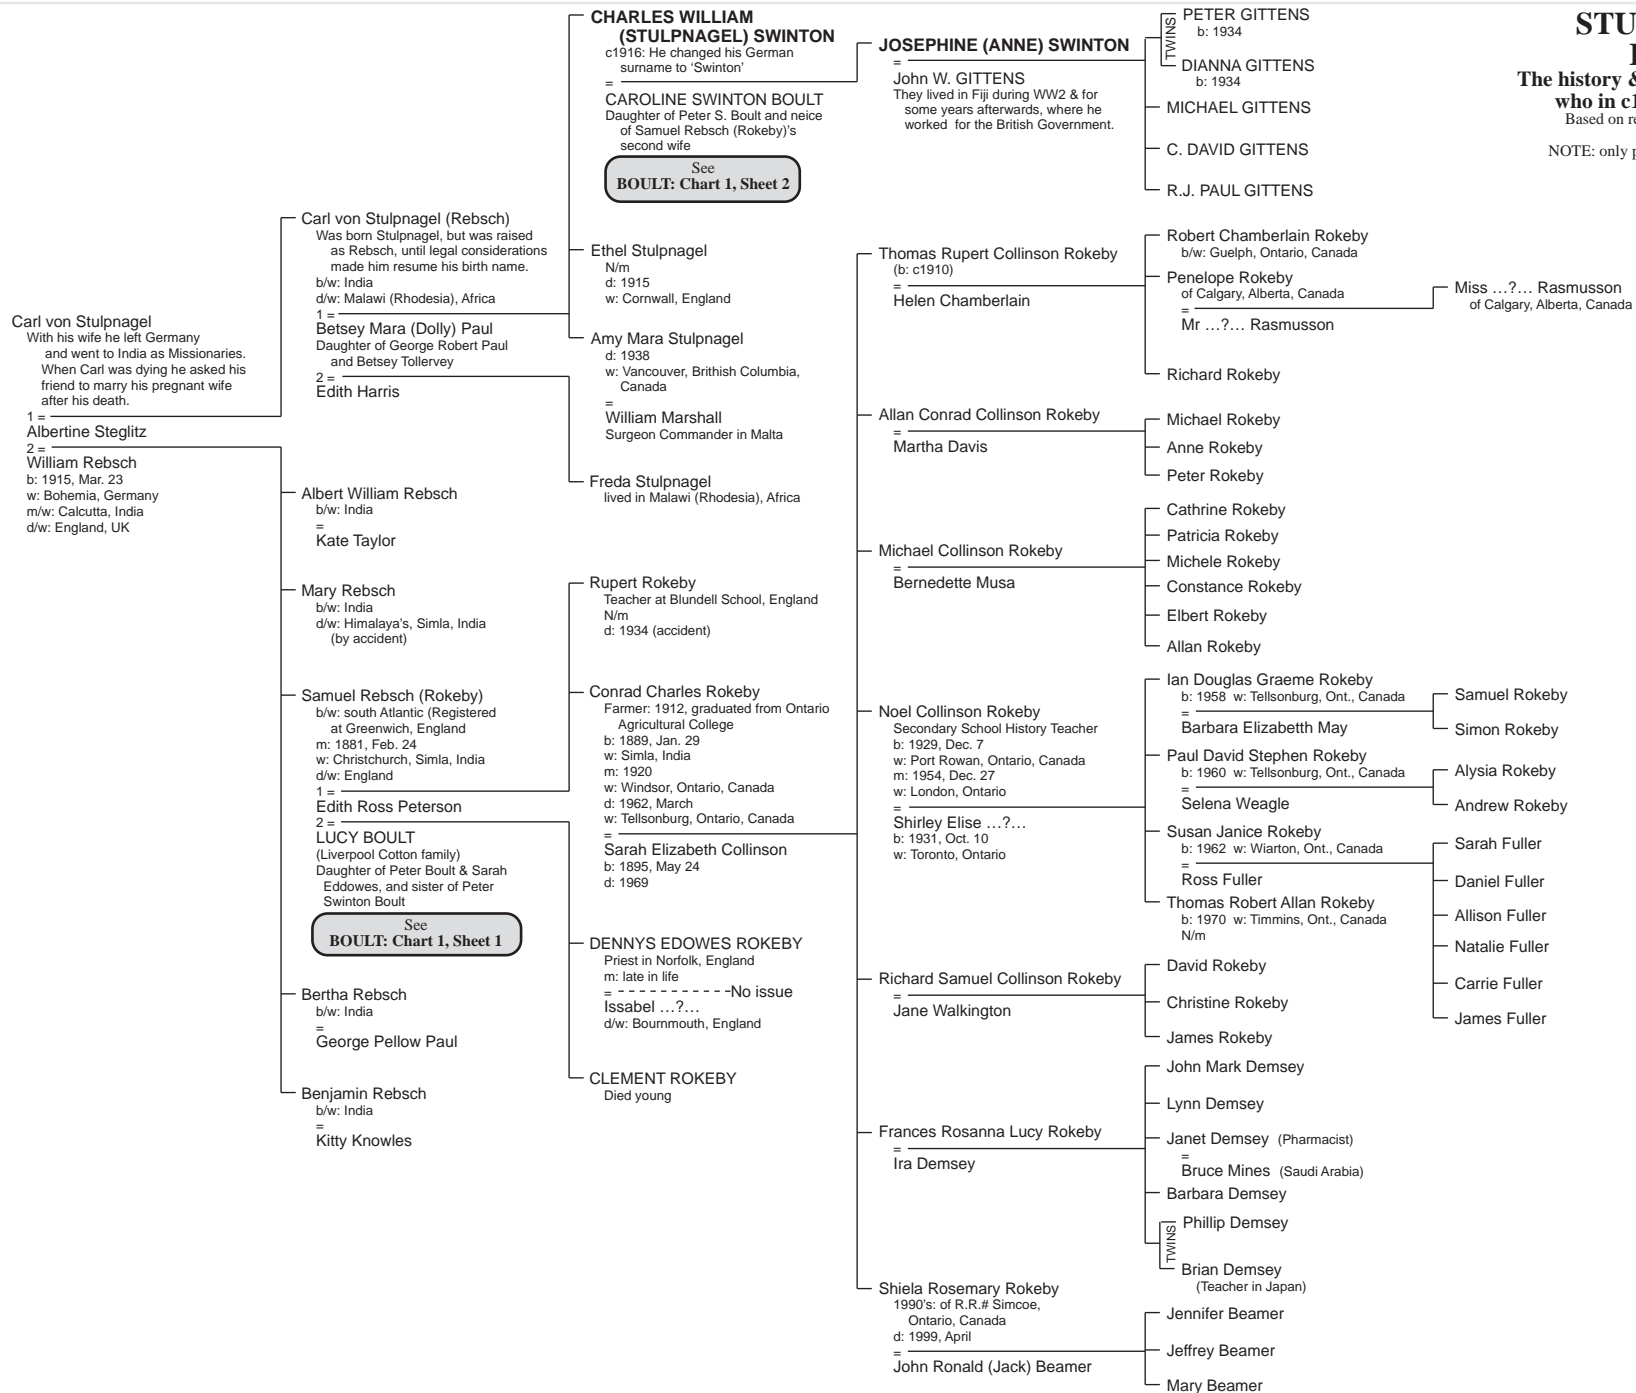 Carl von Stulpnagel
With his wife he left Germany
and went to India as Missionaries.
When Carl was dying he asked his
friend to marry his pregnant wife
after his death.
1 =
Albertine Steglitz
2 =
William Rebsch
b: 1915, Mar. 23
w: Bohemia, Germany
m/w: Calcutta, India
d/w: England, UK
Carl von Stulpnagel (Rebsch)
Was born Stulpnagel, but was raised
as Rebsch, until legal considerations
made him resume his birth name.
b/w: India
d/w: Malawi (Rhodesia), Africa
1 =
Betsey Mara (Dolly) Paul
Daughter of George Robert Paul
and Betsey Tollervey
2 =
Edith Harris
Albert William Rebsch
b/w: India
=
Kate Taylor
Mary Rebsch
b/w: India
d/w: Himalaya's, Simla, India
(by accident)
Samuel Rebsch (Rokeby)
b/w: south Atlantic (Registered
at Greenwich, England
m: 1881, Feb. 24
w: Christchurch, Simla, India
d/w: England
1 =
Edith Ross Peterson
2 =
LUCY BOULT
(Liverpool Cotton family)
Daughter of Peter Boult & Sarah
Eddowes, and sister of Peter
Swinton Boult
See
BOULT: Chart 1, Sheet 1
Bertha Rebsch
b/w: India
=
George Pellow Paul
Benjamin Rebsch
b/w: India
=
Kitty Knowles
CHARLES WILLIAM
(STULPNAGEL) SWINTON
c1916: He changed his German
surname to ‘Swinton’
=
CAROLINE SWINTON BOULT
Daughter of Peter S. Boult and neice
of Samuel Rebsch (Rokeby)’s
second wife
See
BOULT: Chart 1, Sheet 2
Ethel Stulpnagel
N/m
d: 1915
w: Cornwall, England
Amy Mara Stulpnagel
d: 1938
w: Vancouver, Brithish Columbia,
Canada
=
William Marshall
Surgeon Commander in Malta
Freda Stulpnagel
lived in Malawi (Rhodesia), Africa
Rupert Rokeby
Teacher at Blundell School, England
N/m
d: 1934 (accident)
Conrad Charles Rokeby
Farmer: 1912, graduated from Ontario
Agricultural College
b: 1889, Jan. 29
w: Simla, India
m: 1920
w: Windsor, Ontario, Canada
d: 1962, March
w: Tellsonburg, Ontario, Canada
=
Sarah Elizabeth Collinson
b: 1895, May 24
d: 1969
DENNYS EDOWES ROKEBY
Priest in Norfolk, England
m: late in life
= - - - - - - - - - - - -No issue
Issabel ...?...
d/w: Bournmouth, England
CLEMENT ROKEBY
Died young
JOSEPHINE (ANNE) SWINTON
=
John W. GITTENS
They lived in Fiji during WW2 & for
some years afterwards, where he
worked for the British Government.
Thomas Rupert Collinson Rokeby
(b: c1910)
=
Helen Chamberlain
Allan Conrad Collinson Rokeby
=
Martha Davis
Michael Collinson Rokeby
=
Bernedette Musa
Noel Collinson Rokeby
Secondary School History Teacher
b: 1929, Dec. 7
w: Port Rowan, Ontario, Canada
m: 1954, Dec. 27
w: London, Ontario
=
Shirley Elise ...?...
b: 1931, Oct. 10
w: Toronto, Ontario
Richard Samuel Collinson Rokeby
=
Jane Walkington
Frances Rosanna Lucy Rokeby
=
Ira Demsey
Shiela Rosemary Rokeby
1990's: of R.R.# Simcoe,
Ontario, Canada
d: 1999, April
=
John Ronald (Jack) Beamer
TWINS
PETER GITTENS
b: 1934
DIANNA GITTENS
b: 1934
MICHAEL GITTENS
C. DAVID GITTENS
R.J. PAUL GITTENS
Robert Chamberlain Rokeby
b/w: Guelph, Ontario, Canada
Penelope Rokeby
of Calgary, Alberta, Canada
=
Mr ...?... Rasmusson
Richard Rokeby
Michael Rokeby
Anne Rokeby
Peter Rokeby
Cathrine Rokeby
Patricia Rokeby
Michele Rokeby
Constance Rokeby
Elbert Rokeby
Allan Rokeby
Ian Douglas Graeme Rokeby
b: 1958 w: Tellsonburg, Ont., Canada
=
Barbara Elizabetth May
Paul David Stephen Rokeby
b: 1960 w: Tellsonburg, Ont., Canada
=
Selena Weagle
Susan Janice Rokeby
b: 1962 w: Wiarton, Ont., Canada
=
Ross Fuller
Thomas Robert Allan Rokeby
b: 1970 w: Timmins, Ont., Canada
N/m
David Rokeby
Christine Rokeby
James Rokeby
John Mark Demsey
Lynn Demsey
Janet Demsey (Pharmacist)
=
Bruce Mines (Saudi Arabia)
Barbara Demsey
TWINS
Phillip Demsey
Brian Demsey
(Teacher in Japan)
Jennifer Beamer
Jeffrey Beamer
Mary Beamer
Miss ...?... Rasmusson
of Calgary, Alberta, Canada
Samuel Rokeby
Simon Rokeby
Alysia Rokeby
Andrew Rokeby
Sarah Fuller
Daniel Fuller
Allison Fuller
Natalie Fuller
Carrie Fuller
James Fuller
STU
The history &
who in c1
Based on re
NOTE: only p